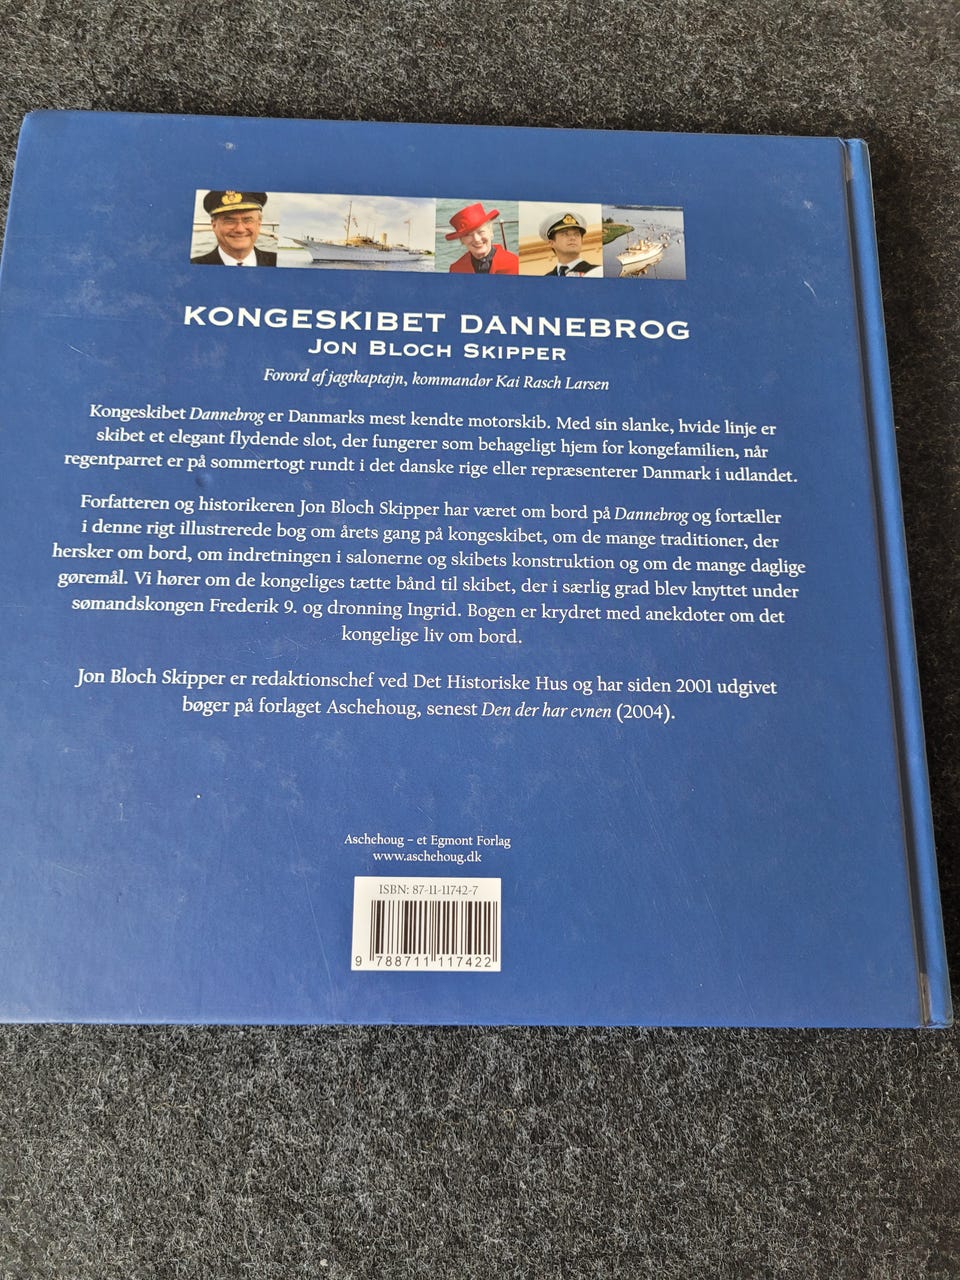 KONGESKIBET DANNEBROG
JON BLOCH SKIPPER
Forord af jagtkaptajn, kommandør Kai Rasch Larsen
Kongeskibet Dannebrog er Danmarks mest kendte motorskib. Med sin slanke, hvide linje er
skibet et elegant flydende slot, der fungerer som behageligt hjem for kongefamilien, når
regentparret er på sommertogt rundt i det danske rige eller repræsenterer Danmark i udlandet.
Forfatteren og historikeren Jon Bloch Skipper har været om bord på Dannebrog og fortæller
i denne rigt illustrerede bog om årets gang på kongeskibet, om de mange traditioner, der
hersker om bord, om indretningen i salonerne og skibets konstruktion og om de mange daglige
gøremål. Vi hører om de kongeliges tætte bånd til skibet, der i særlig grad blev knyttet under
sømandskongen Frederik 9. og dronning Ingrid. Bogen er krydret med anekdoter om det
kongelige liv om bord.
Jon Bloch Skipper er redaktionschef ved Det Historiske Hus og har siden 2001 udgivet
bøger på forlaget Aschehoug, senest Den der har evnen (2004).
Aschehoug – et Egmont Forlag
www.aschehoug.dk
ISBN: 87-11-11742-7
9 788711 117422